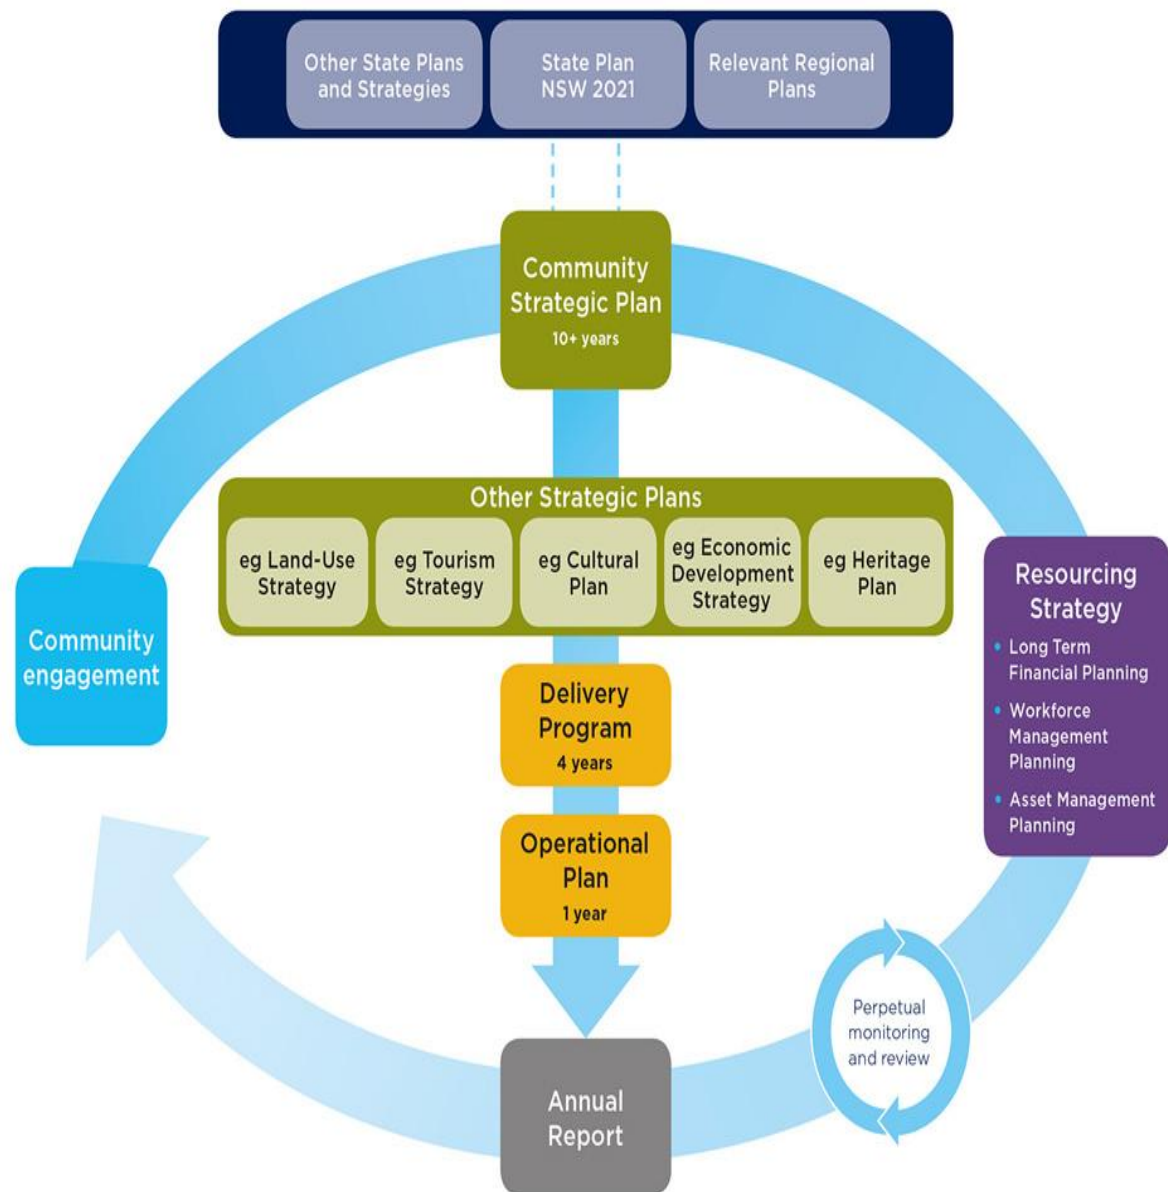 Other State Plans
and Strategies
State Plan
NSW 2021
Relevant Regional
Plans
Community
Strategic Plan
10+ years
Other Strategic Plans
eg Land-Use
Strategy
eg Tourism
Strategy
eg Cultural
Plan
eg Economic
Development
Strategy
eg Heritage
Plan
Community
engagement
Resourcing
Strategy
• Long Term
Financial Planning
• Workforce
Management
Planning
• Asset Management
Planning
Delivery
Program
4 years
Operational
Plan
1 year
Perpetual
monitoring
and review
Annual
Report